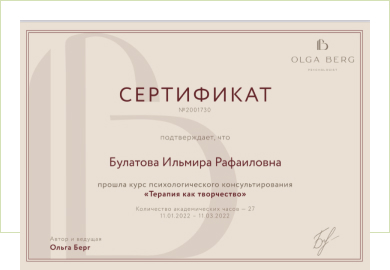 OLGA BERG
PSYCHOLOGIST
СЕРТИФИКАТ
№2001730
подтверждает, что
Булатова Ильмира Рафаиловна
прошла курс психологического консультирования
«Терапия как творчество»
Количество академических часов — 27
11.01.2022 – 11.03.2022
Автор и ведущая
Ольга Берг